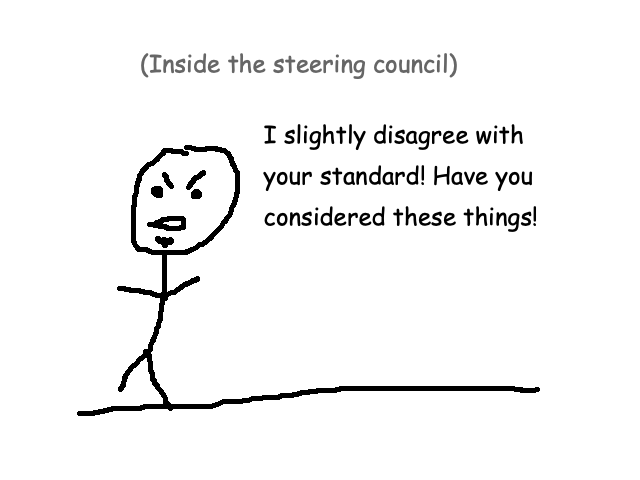 (Inside the steering council)
I slightly disagree with
your standard! Have you
considered these things!